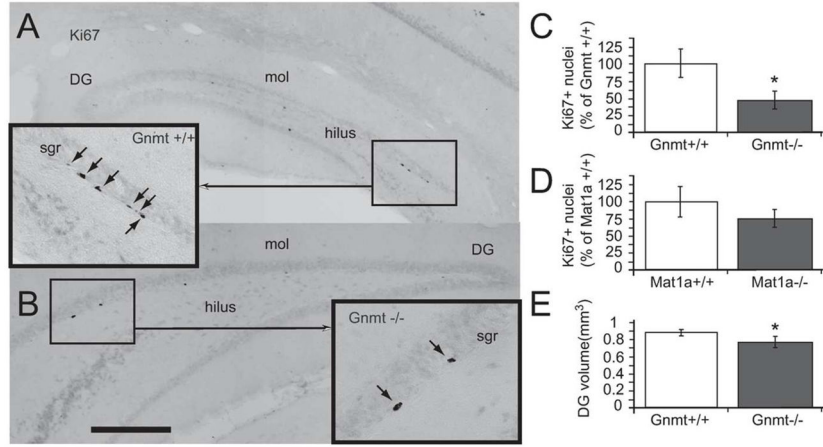 A
Ki67
DG
mol
hilus
Gnmt +/+
sgr
mol
DG
B
hilus
Gnmt -/-
sgr
C
Ki67+ nuclei
(% of Gnmt +/+)
125
100
75
50
25
0
*
Gnmt+/+
Gnmt-/-
D
Ki67+ nuclei
(% of Mat1a +/+)
125
100
75
50
25
0
Mat1a+/+
Mat1a-/-
E
DG volume(mm³)
1
0.8
0.6
0.4
0.2
0
*
Gnmt+/+
Gnmt-/-